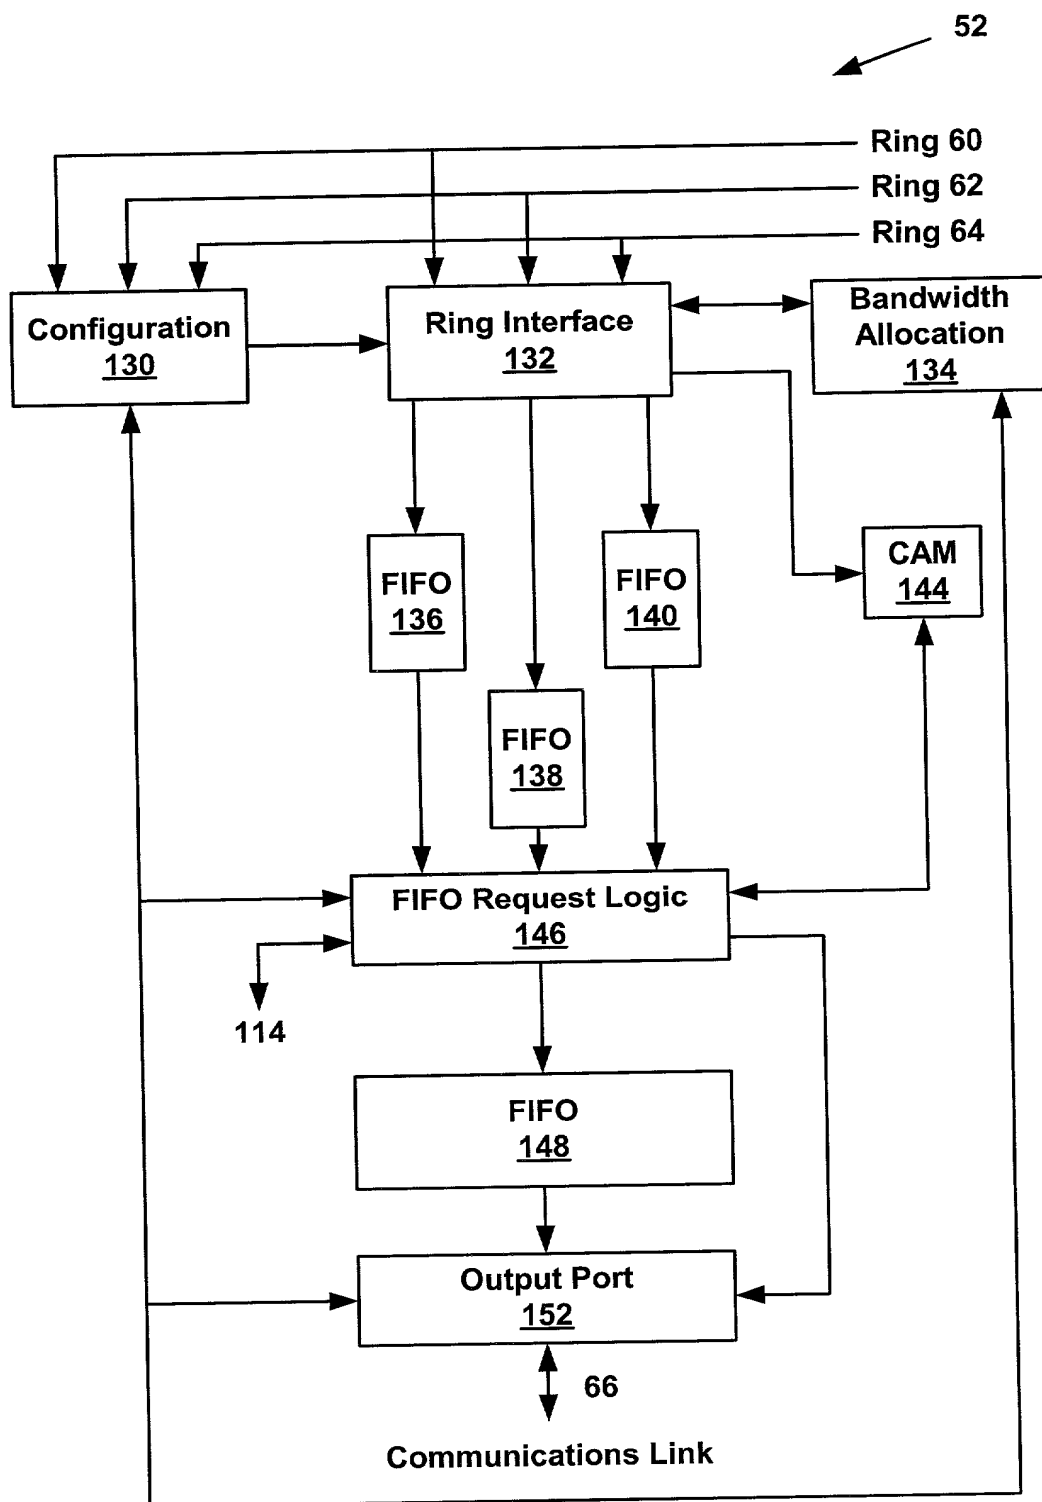 52
Ring 60
Ring 62
Ring 64
Configuration
130
Ring Interface
132
Bandwidth
Allocation
134
FIFO
136
FIFO
140
CAM
144
FIFO
138
FIFO Request Logic
146
114
FIFO
148
Output Port
152
66
Communications Link